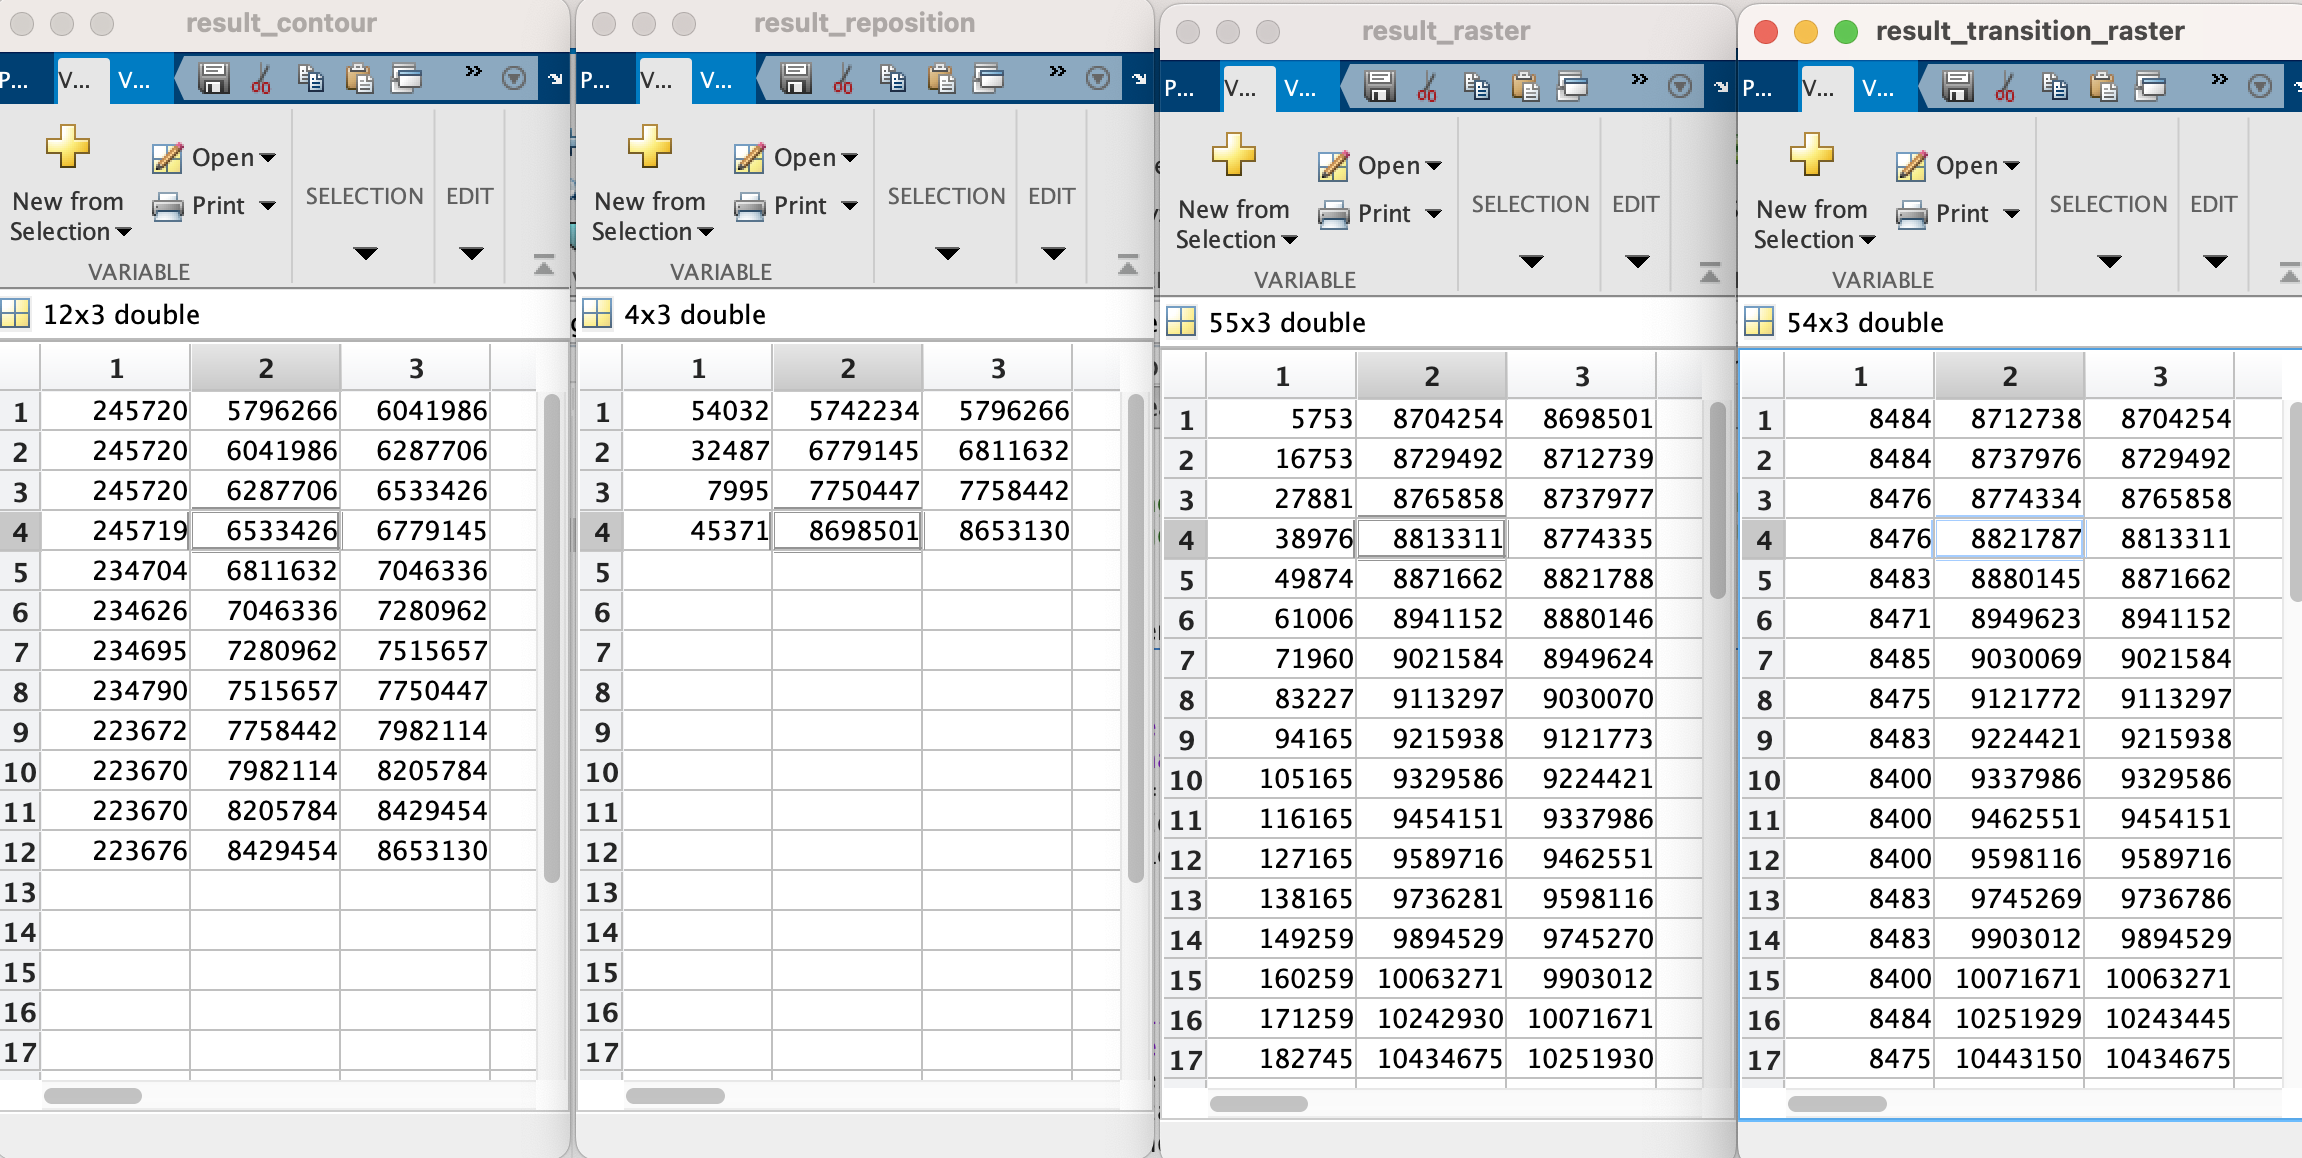 result_contour
P... V... V... »
New from Selection
Open
Print
VARIABLE
SELECTION
EDIT
12x3 double
1 2 3
1 245720 5796266 6041986
2 245720 6041986 6287706
3 245720 6287706 6533426
4 245719 6533426 6779145
5 234704 6811632 7046336
6 234626 7046336 7280962
7 234695 7280962 7515657
8 234790 7515657 7750447
9 223672 7758442 7982114
10 223670 7982114 8205784
11 223670 8205784 8429454
12 223676 8429454 8653130
13
14
15
16
17
result_reposition
P... V... V... »
New from Selection
Open
Print
VARIABLE
SELECTION
EDIT
4x3 double
1 2 3
1 54032 5742234 5796266
2 32487 6779145 6811632
3 7995 7750447 7758442
4 45371 8698501 8653130
5
6
7
8
9
10
11
12
13
14
15
16
17
result_raster
P... V... V... »
New from Selection
Open
Print
VARIABLE
SELECTION
EDIT
55x3 double
1 2 3
1 5753 8704254 8698501
2 16753 8729492 8712739
3 27881 8765858 8737977
4 38976 8813311 8774335
5 49874 8871662 8821788
6 61006 8941152 8880146
7 71960 9021584 8949624
8 83227 9113297 9030070
9 94165 9215938 9121773
10 105165 9329586 9224421
11 116165 9454151 9337986
12 127165 9589716 9462551
13 138165 9736281 9598116
14 149259 9894529 9745270
15 160259 10063271 9903012
16 171259 10242930 10071671
17 182745 10434675 10251930
result_transition_raster
P... V... V... »
New from Selection
Open
Print
VARIABLE
SELECTION
EDIT
54x3 double
1 2 3
1 8484 8712738 8704254
2 8484 8737976 8729492
3 8476 8774334 8765858
4 8476 8821787 8813311
5 8483 8880145 8871662
6 8471 8949623 8941152
7 8485 9030069 9021584
8 8475 9121772 9113297
9 8483 9224421 9215938
10 8400 9337986 9329586
11 8400 9462551 9454151
12 8400 9598116 9589716
13 8483 9745269 9736786
14 8483 9903012 9894529
15 8400 10071671 10063271
16 8484 10251929 10243445
17 8475 10443150 10434675